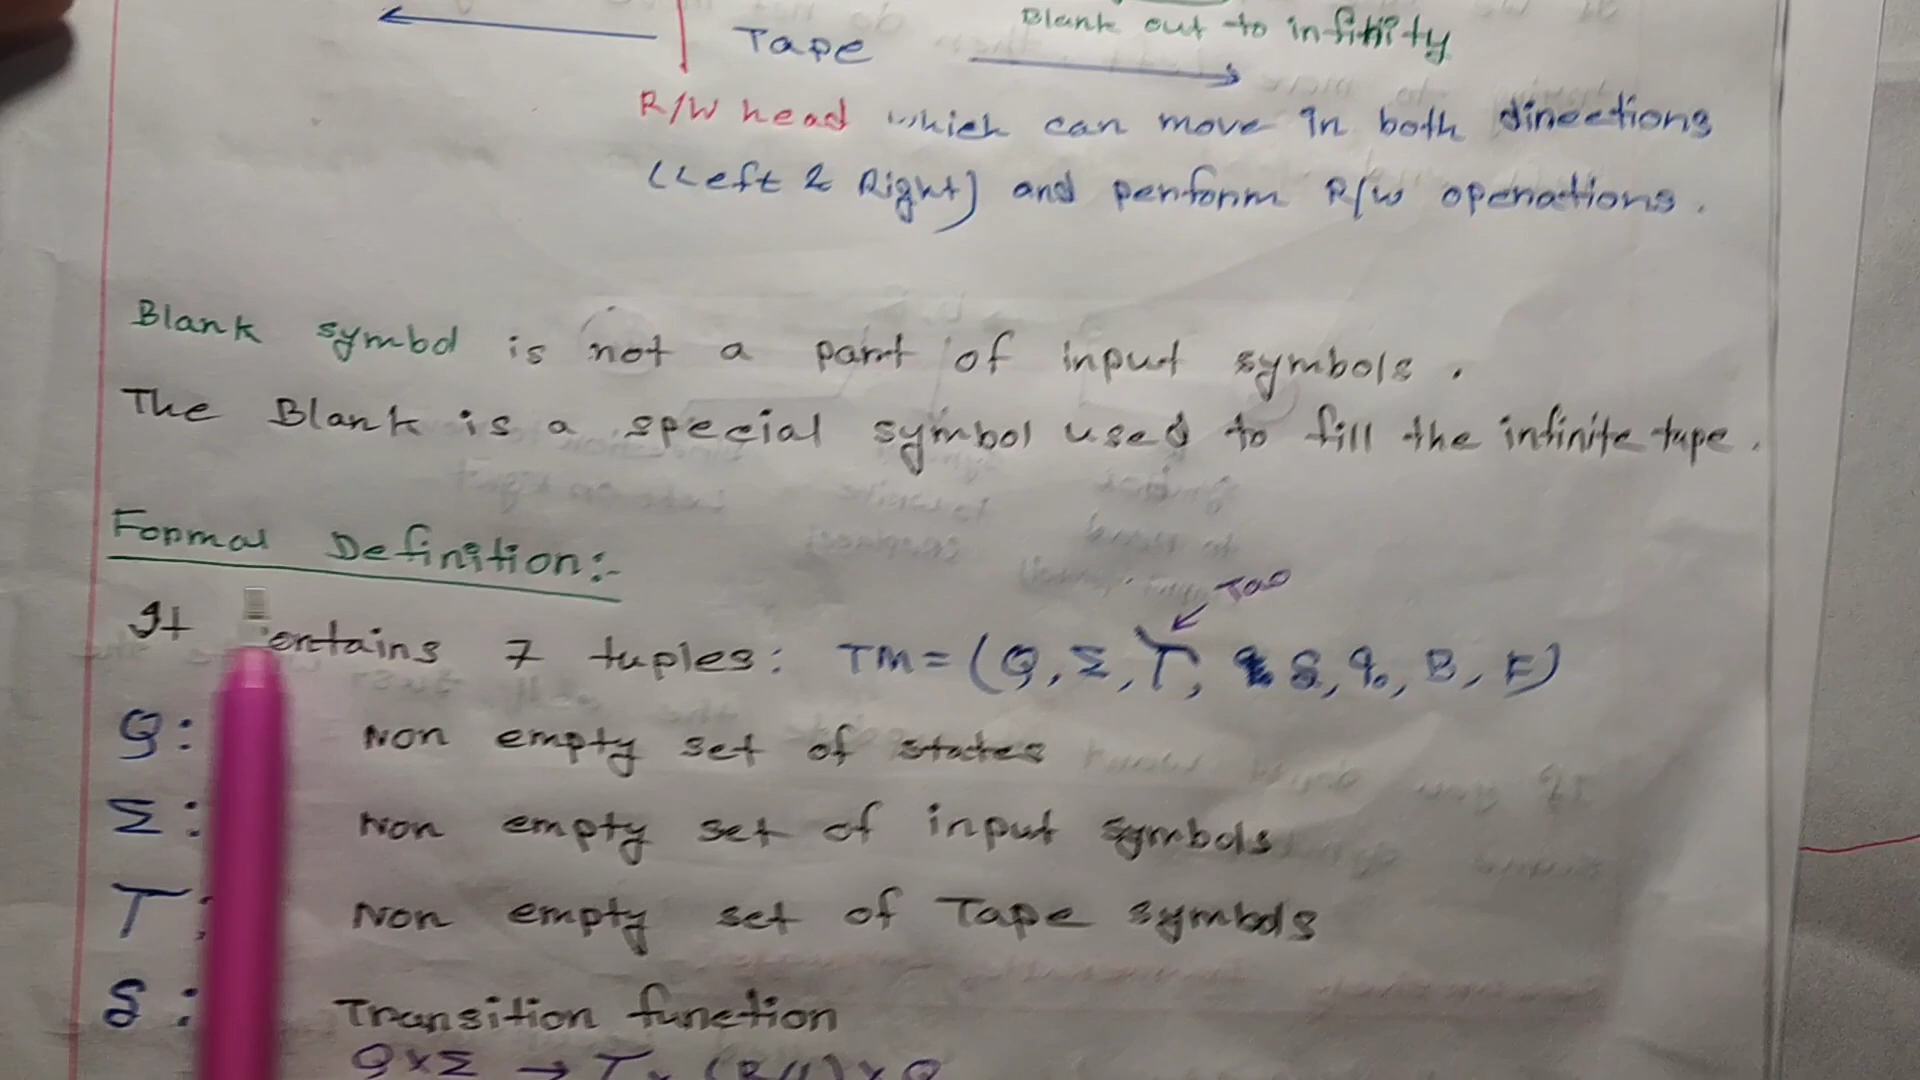 Blank out to infinity
Tape
R/W head which can move in both directions
(Left & Right) and perform R/W operations.
Blank symbol is not a part of input symbols.
The Blank is a special symbol used to fill the infinite tape.
Formal Definition:-
Tao
It contains 7 tuples: TM = (Q, Σ, T, δ, q₀, B, F)
Q: Non empty set of states
Σ: Non empty set of input symbols
T: Non empty set of Tape symbols
δ: Transition function
Q×Σ → T × (R/L) × Q